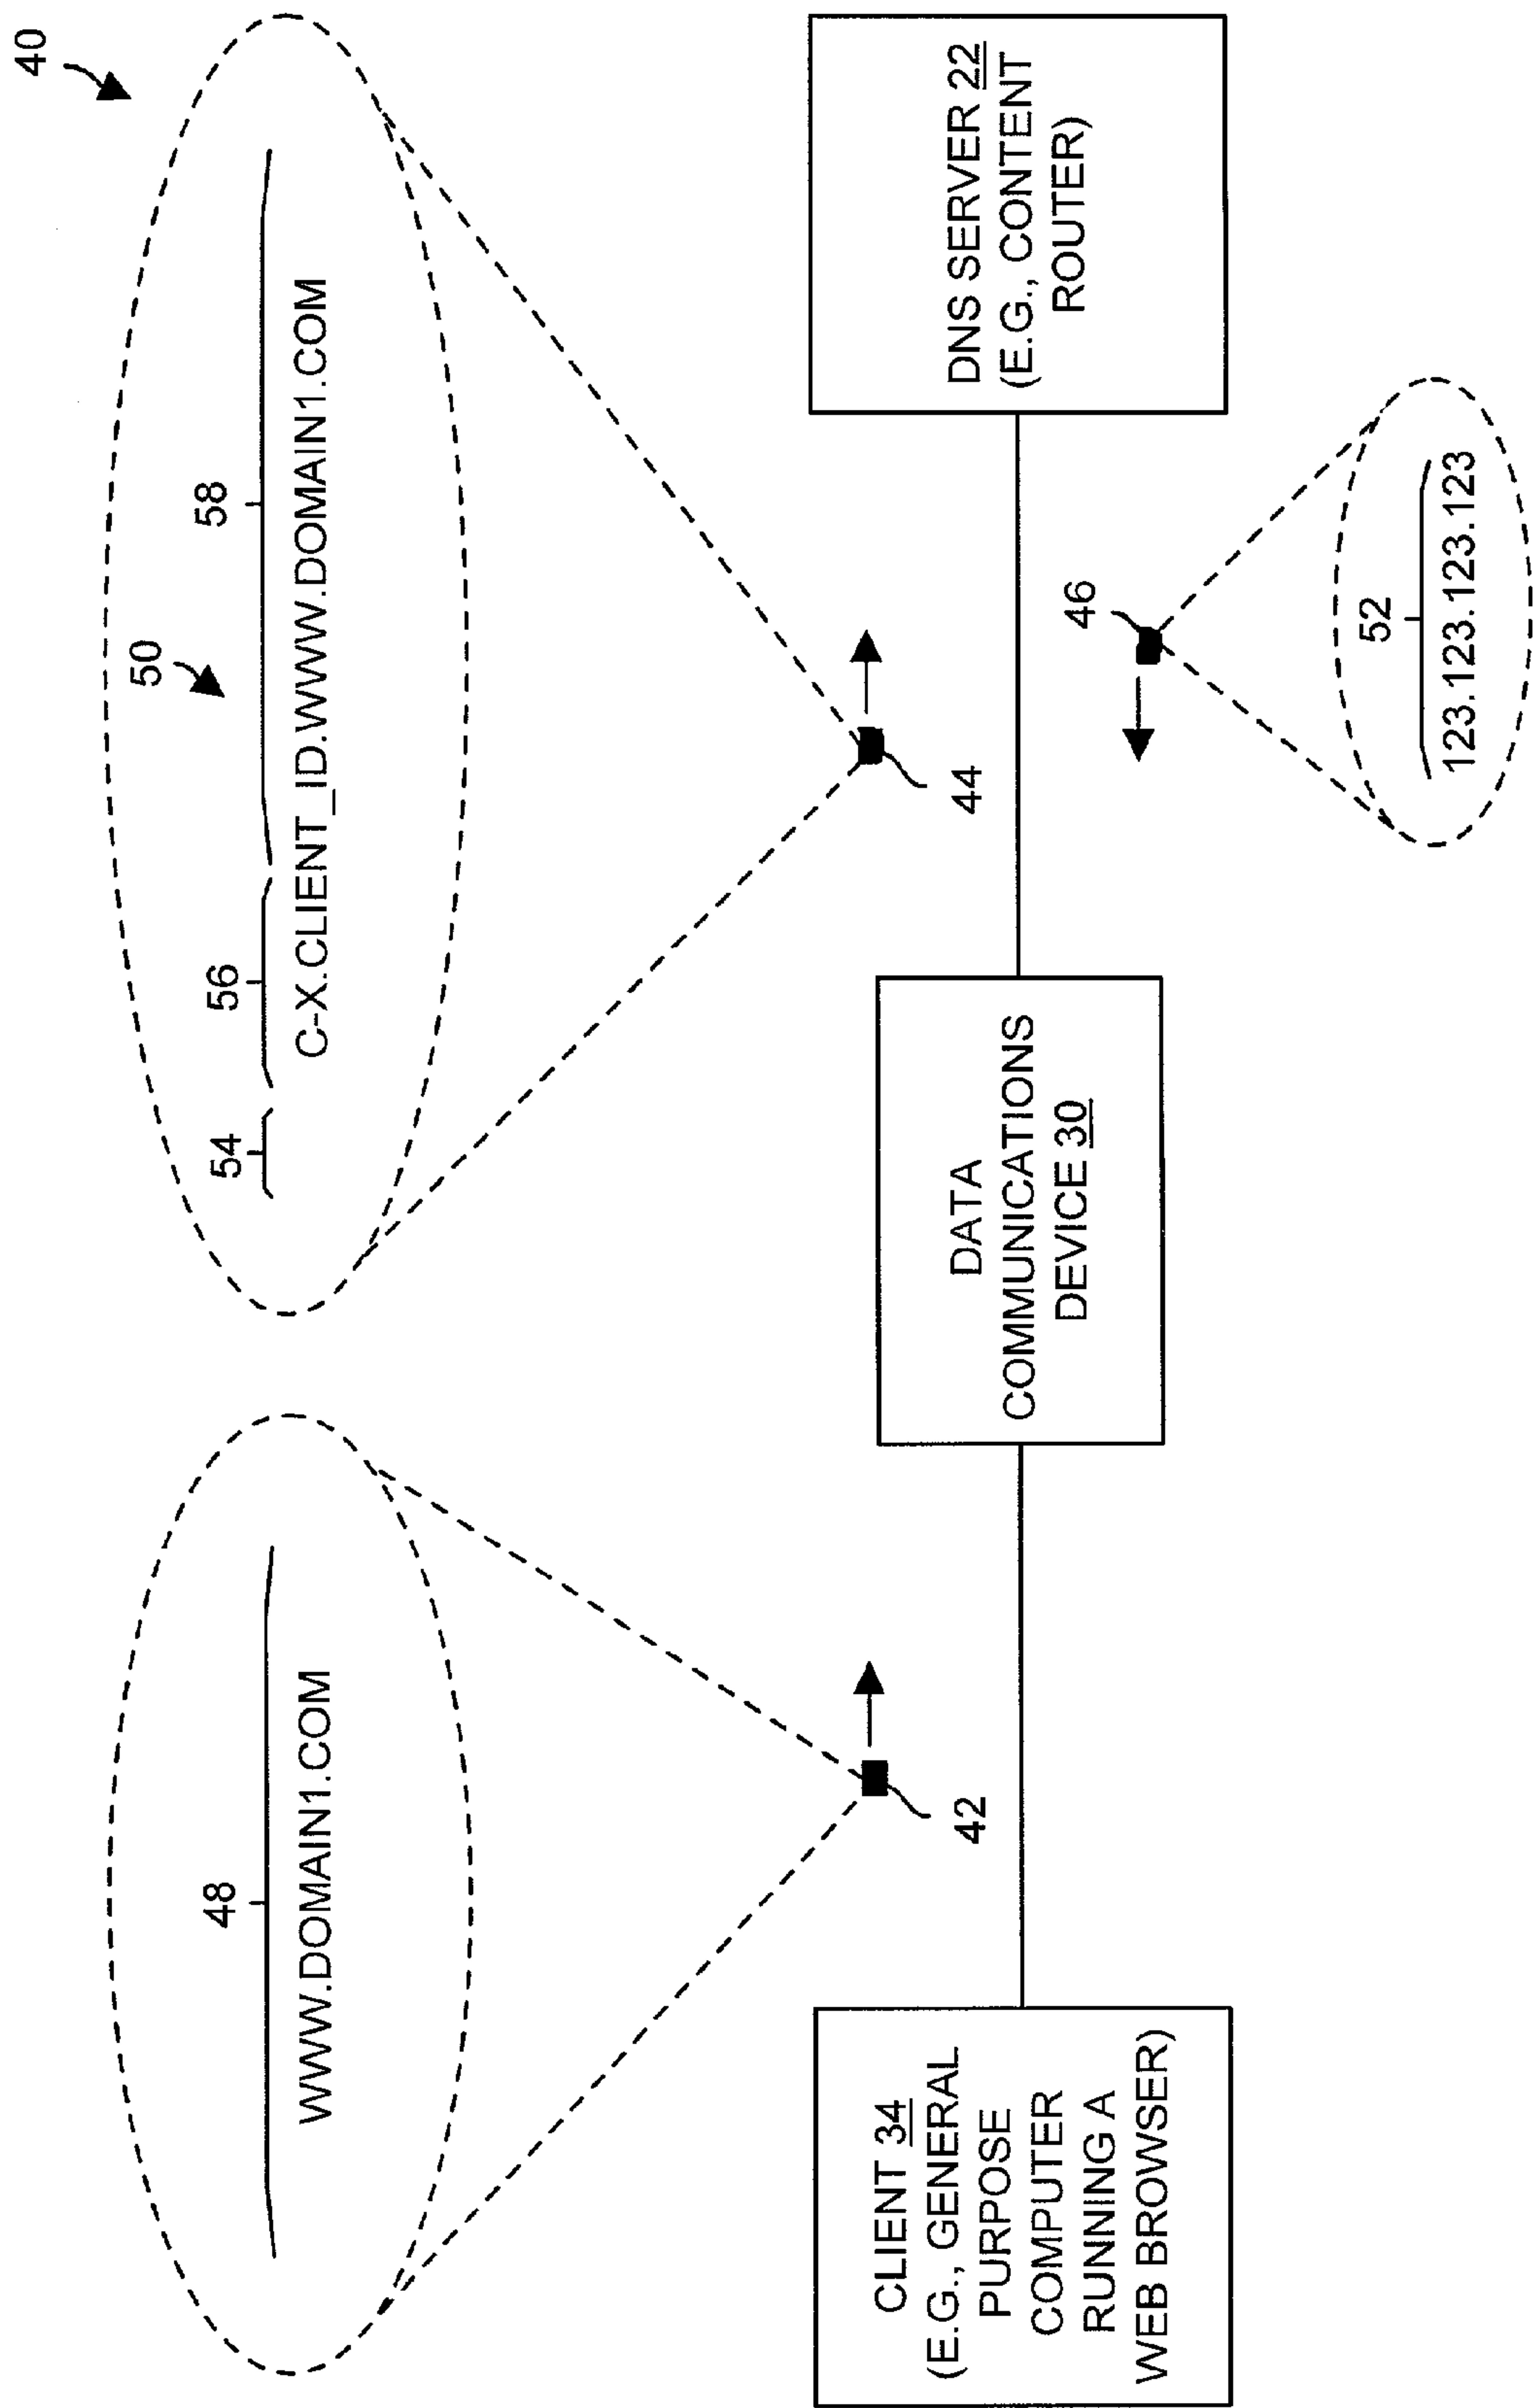 40
50
48
54
56
58
WWW.DOMAIN1.COM
C-X.CLIENT_ID.WWW.DOMAIN1.COM
42
44
46
CLIENT 34
(E.G., GENERAL
PURPOSE
COMPUTER
RUNNING A
WEB BROWSER)
DATA
COMMUNICATIONS
DEVICE 30
DNS SERVER 22
(E.G., CONTENT
ROUTER)
52
123.123.123.123.123